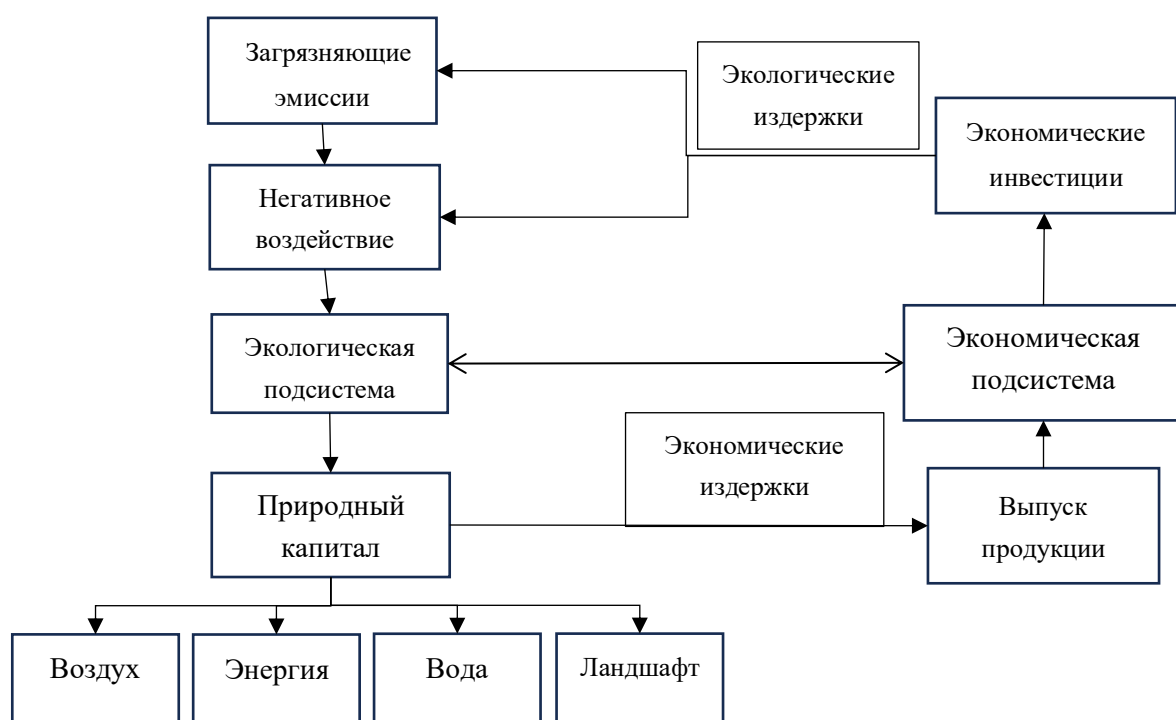 Загрязняющие
эмиссии
Экологические
издержки
Экономические
инвестиции
Негативное
воздействие
Экологическая
подсистема
Экономическая
подсистема
Экономические
издержки
Природный
капитал
Выпуск
продукции
Воздух
Энергия
Вода
Ландшафт